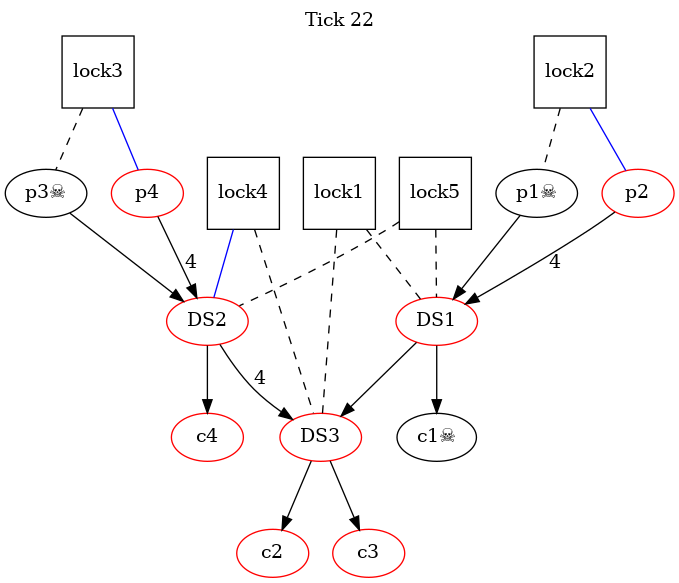 Tick 22
lock3
lock2
p3☠
p4
lock4
lock1
lock5
p1☠
p2
4
4
DS2
DS1
4
c4
DS3
c1☠
c2
c3